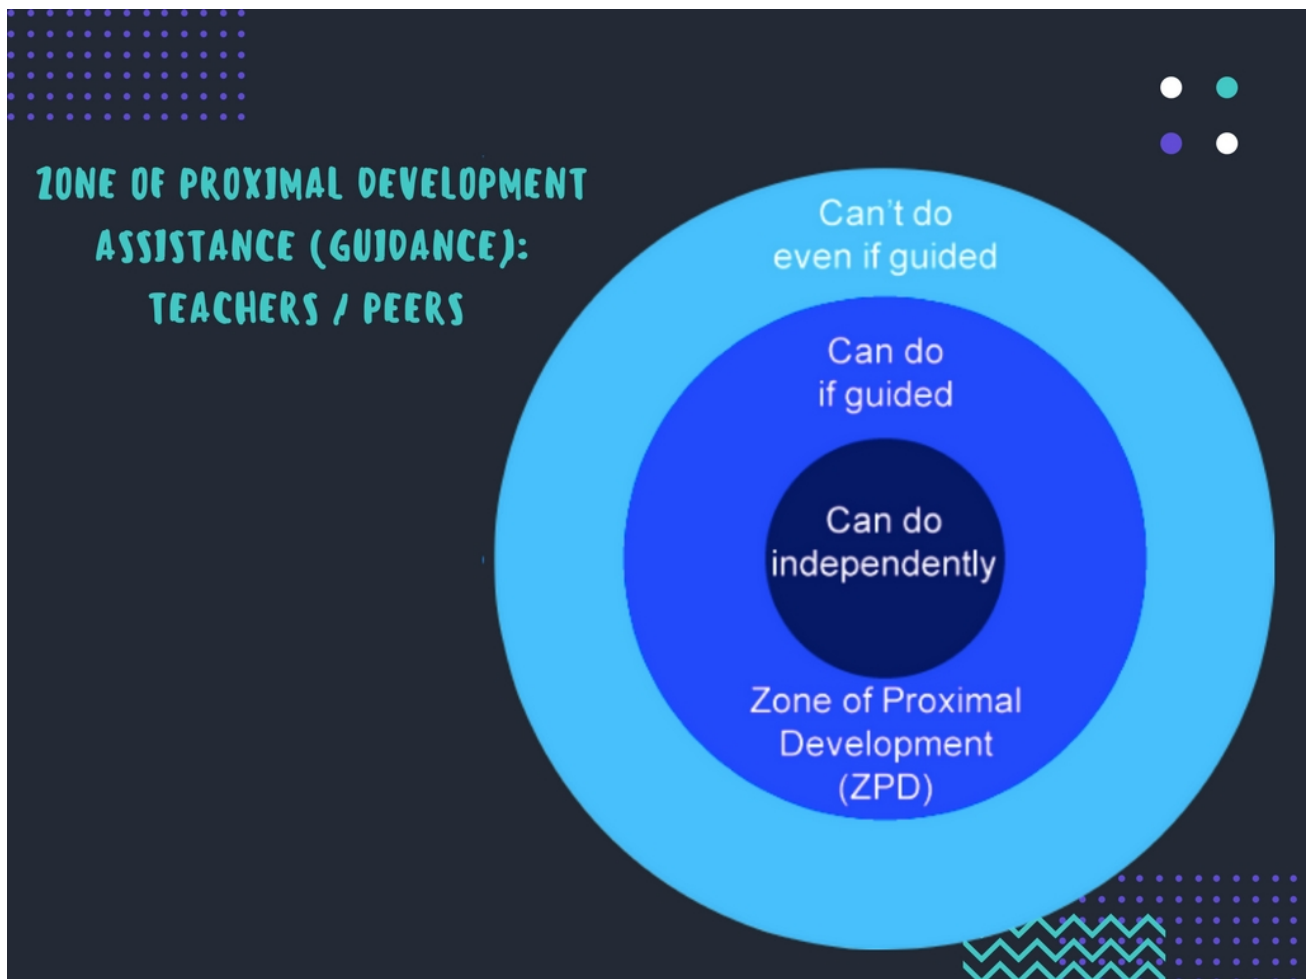 ZONE OF PROXIMAL DEVELOPMENT
ASSISTANCE (GUIDANCE):
TEACHERS / PEERS
Can't do
even if guided
Can do
if guided
Can do
independently
Zone of Proximal
Development
(ZPD)